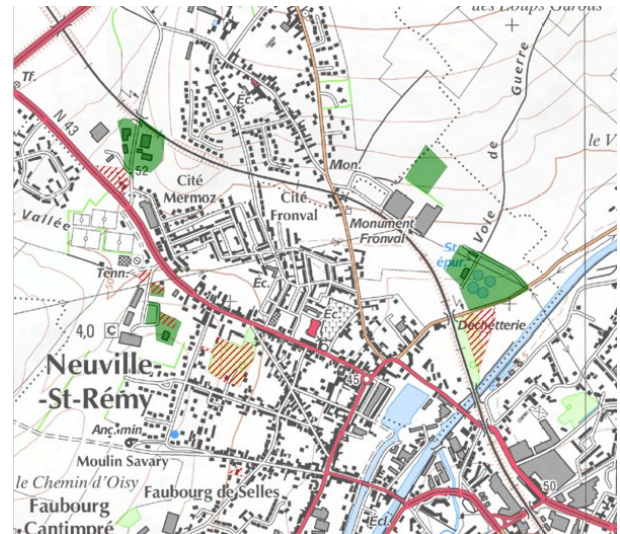 des Loups Garous
Tf.
N 43
Éc.
Guerre
de
Voie
le V
52
Cité
Mermoz
Cité
Fronval
Mon.
Monument
Fronval
Vallée
St
épur.
Tenn.
Éc.
Éc.
Déchetterie
4,0
C
Neuville-
-St-Rémy
45
Anc. min
Moulin Savary
le Chemin d'Oisy
Faubourg de Selles
Faubourg
Cantimpré
Écl.
50